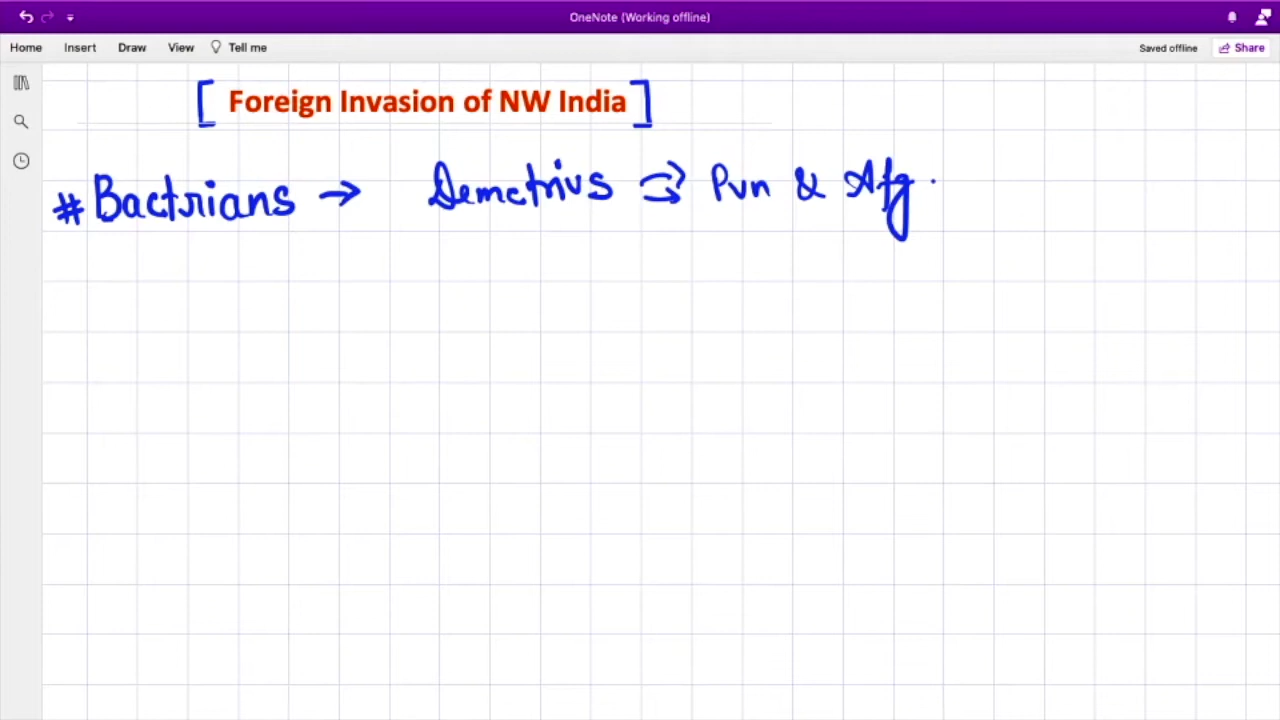 OneNote (Working offline)
Home Insert Draw View Tell me Saved offline Share
[ Foreign Invasion of NW India ]
# Bactrians → Demetrius ⇒ Pun & Afg.